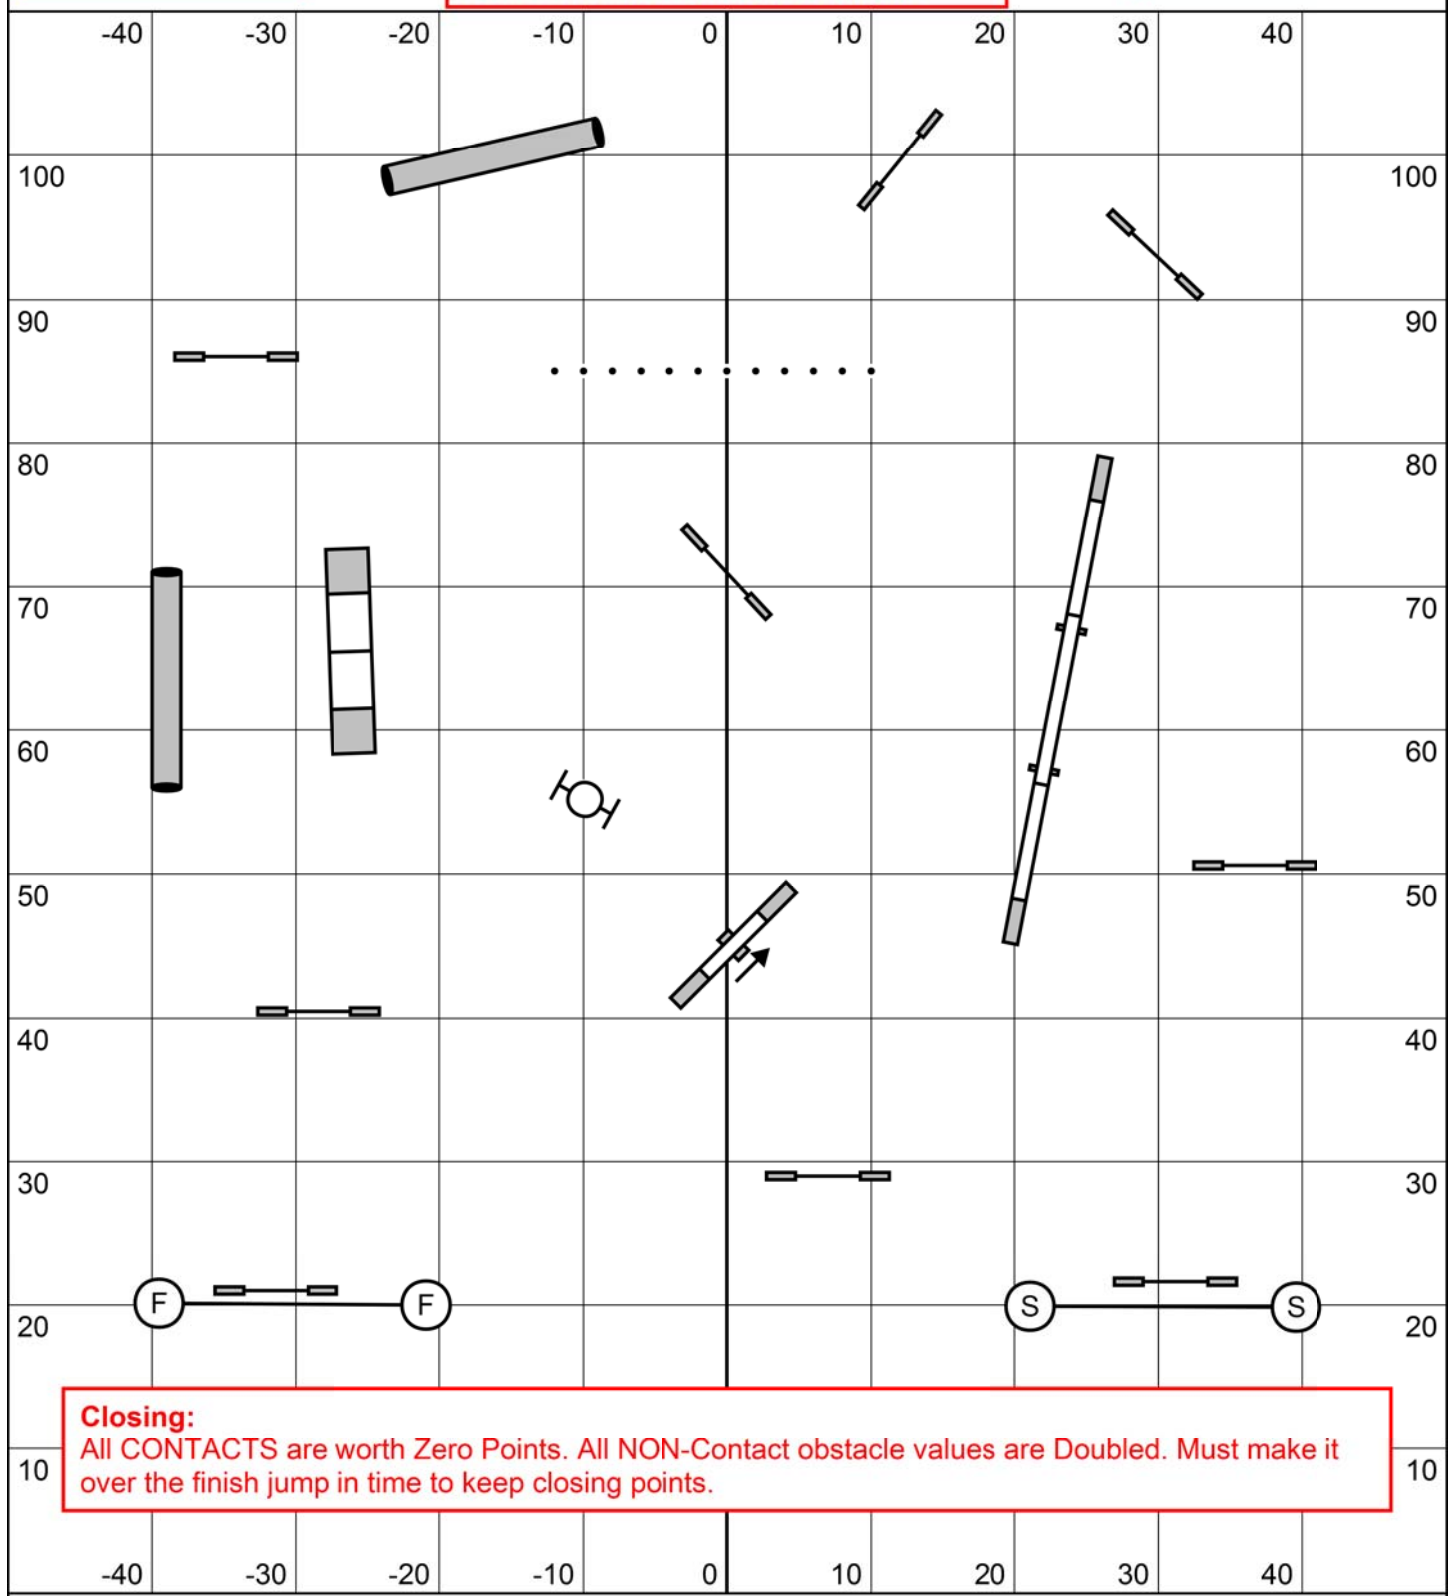 -40 -30 -20 -10 0 10 20 30 40
100 100
90 90
80 80
70 70
60 60
50 50
40 40
30 30
F F S S
20 20
Closing:
All CONTACTS are worth Zero Points. All NON-Contact obstacle values are Doubled. Must make it
over the finish jump in time to keep closing points.
10 10
-40 -30 -20 -10 0 10 20 30 40